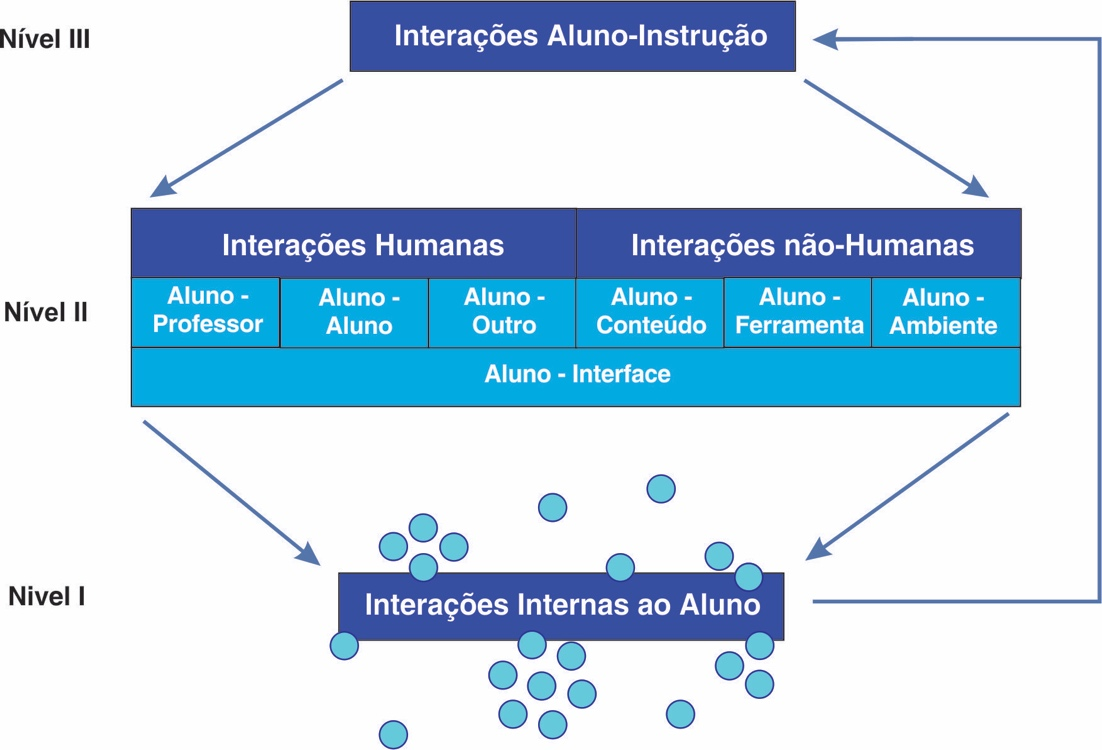 Nível III
Interações Aluno-Instrução
Interações Humanas
Interações não-Humanas
Nível II
Aluno -
Professor
Aluno -
Aluno
Aluno -
Outro
Aluno -
Conteúdo
Aluno -
Ferramenta
Aluno -
Ambiente
Aluno - Interface
Nivel I
Interações Internas ao Aluno